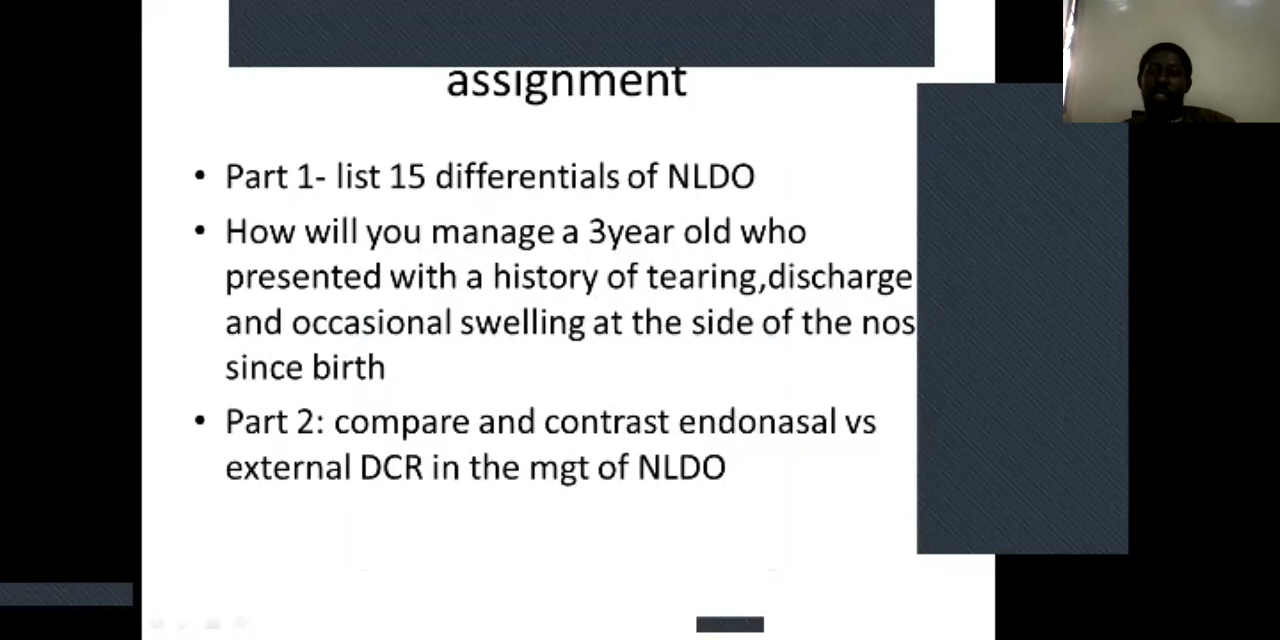 assignment
• Part 1- list 15 differentials of NLDO
• How will you manage a 3year old who
presented with a history of tearing,discharge
and occasional swelling at the side of the nos
since birth
• Part 2: compare and contrast endonasal vs
external DCR in the mgt of NLDO